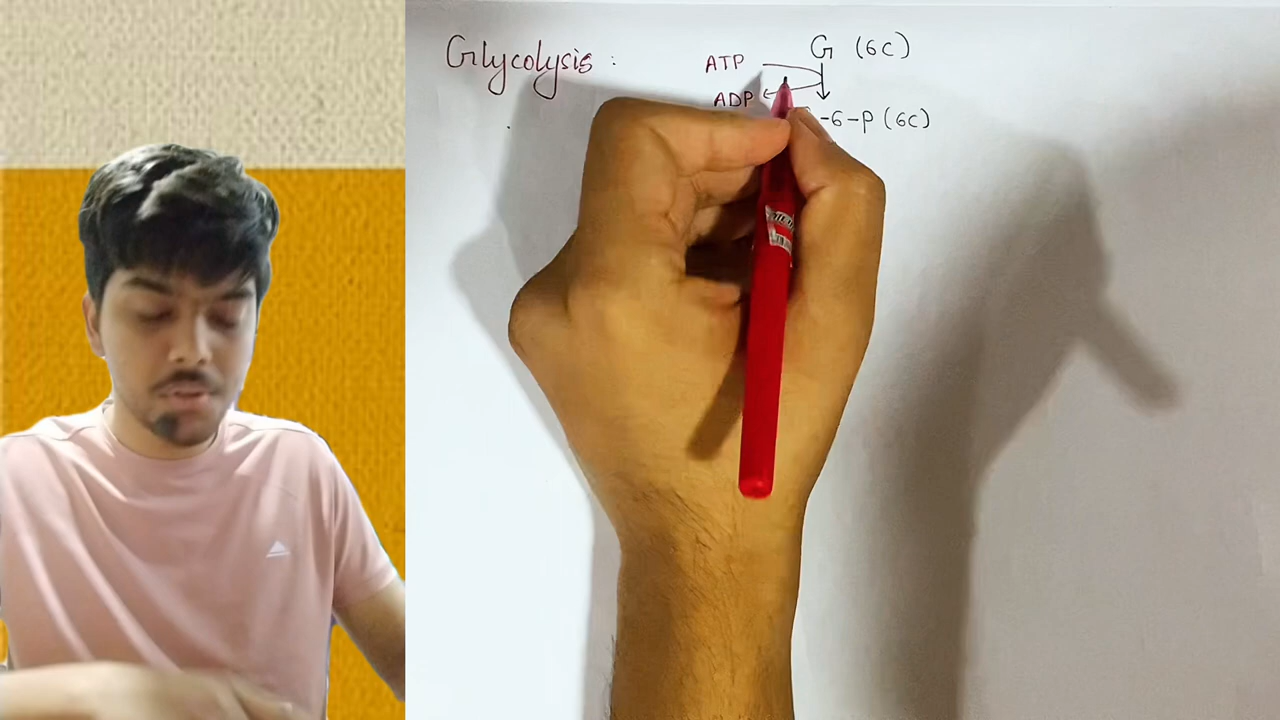 Glycolysis :
G (6C)
ATP
ADP
-6-P (6C)